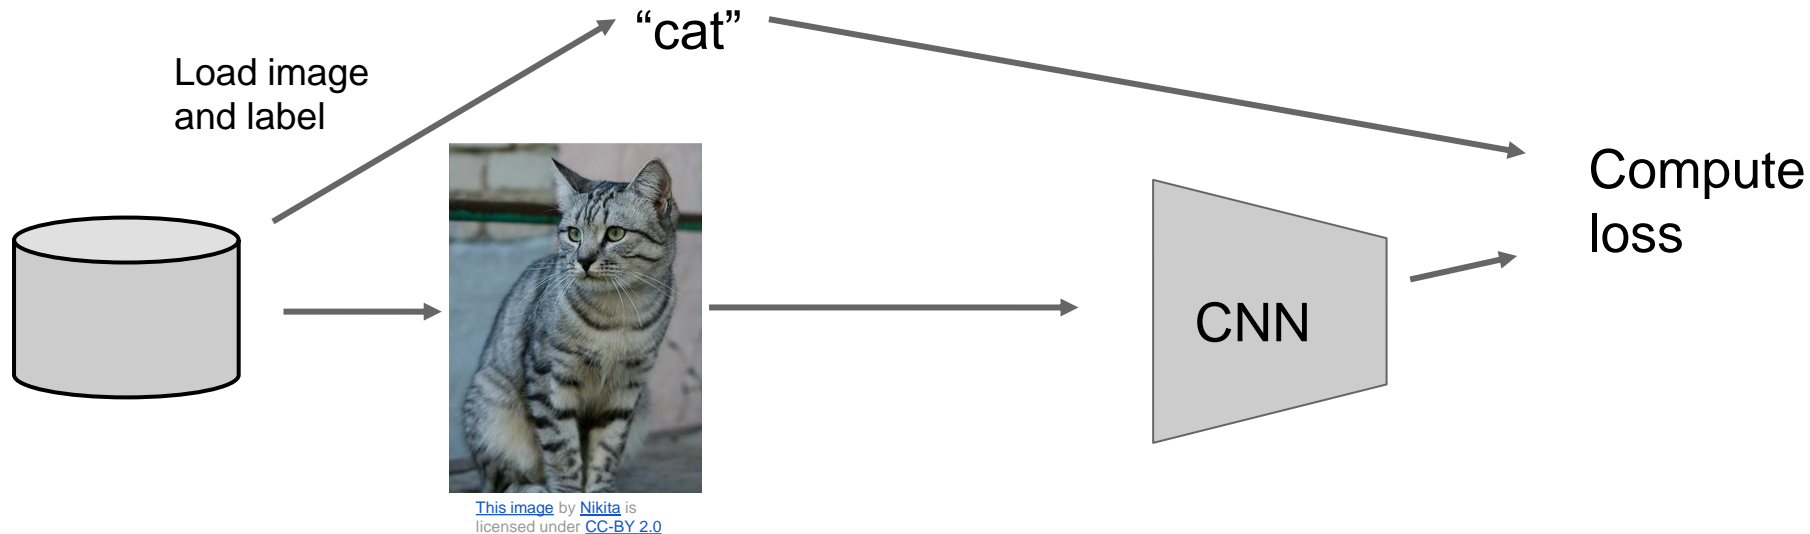 “cat”
Load image
and label
Compute
loss
CNN
This image by Nikita is
licensed under CC-BY 2.0